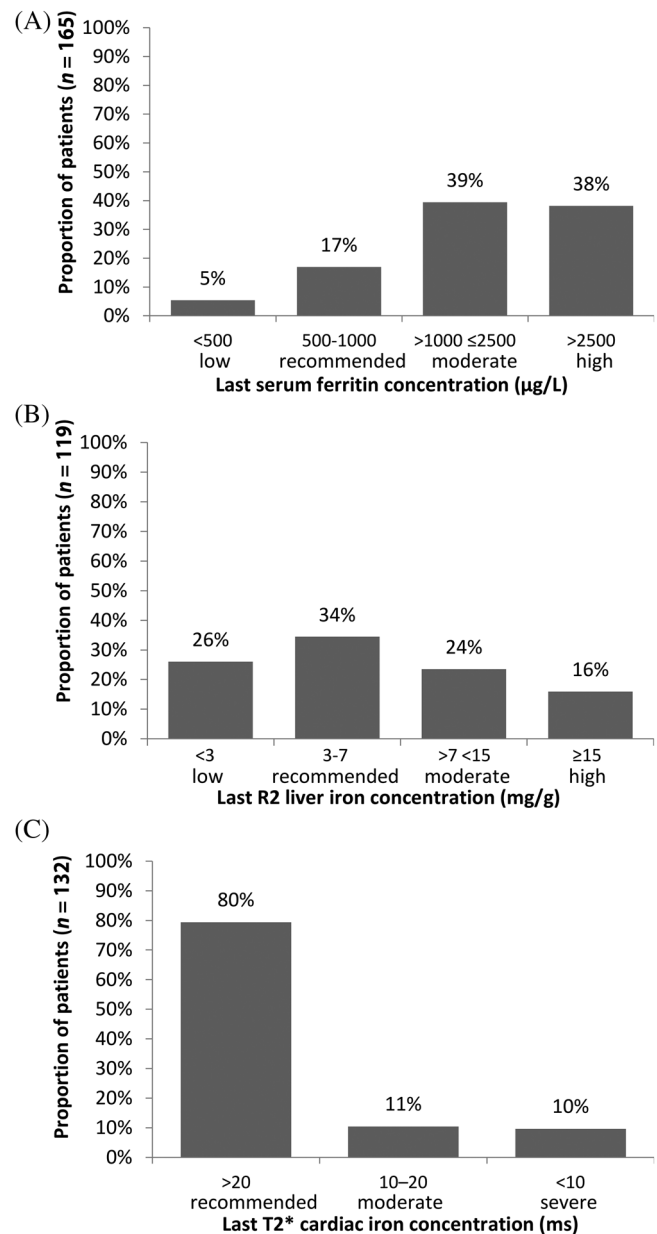 (A)
Proportion of patients (n = 165)
100%
90%
80%
70%
60%
50%
40%
30%
20%
10%
0%
5%
17%
39%
38%
<500 500-1000 >1000 ≤2500 >2500
low recommended moderate high
Last serum ferritin concentration (µg/L)
(B)
Proportion of patients (n = 119)
100%
90%
80%
70%
60%
50%
40%
30%
20%
10%
0%
26%
34%
24%
16%
<3 3-7 >7 <15 ≥15
low recommended moderate high
Last R2 liver iron concentration (mg/g)
(C)
Proportion of patients (n = 132)
100%
90%
80%
70%
60%
50%
40%
30%
20%
10%
0%
80%
11%
10%
>20 10–20 <10
recommended moderate severe
Last T2* cardiac iron concentration (ms)